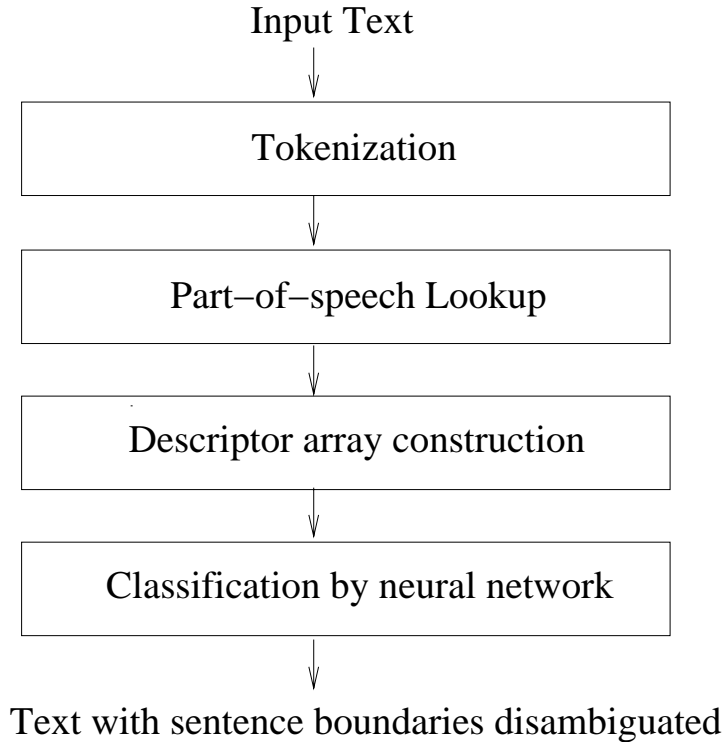 Input Text
Tokenization
Part−of−speech Lookup
Descriptor array construction
Classification by neural network
Text with sentence boundaries disambiguated